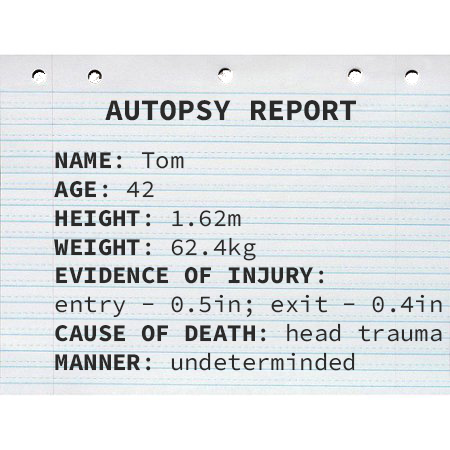 AUTOPSY REPORT
NAME: Tom
AGE: 42
HEIGHT: 1.62m
WEIGHT: 62.4kg
EVIDENCE OF INJURY:
entry - 0.5in; exit - 0.4in
CAUSE OF DEATH: head trauma
MANNER: undeterminded